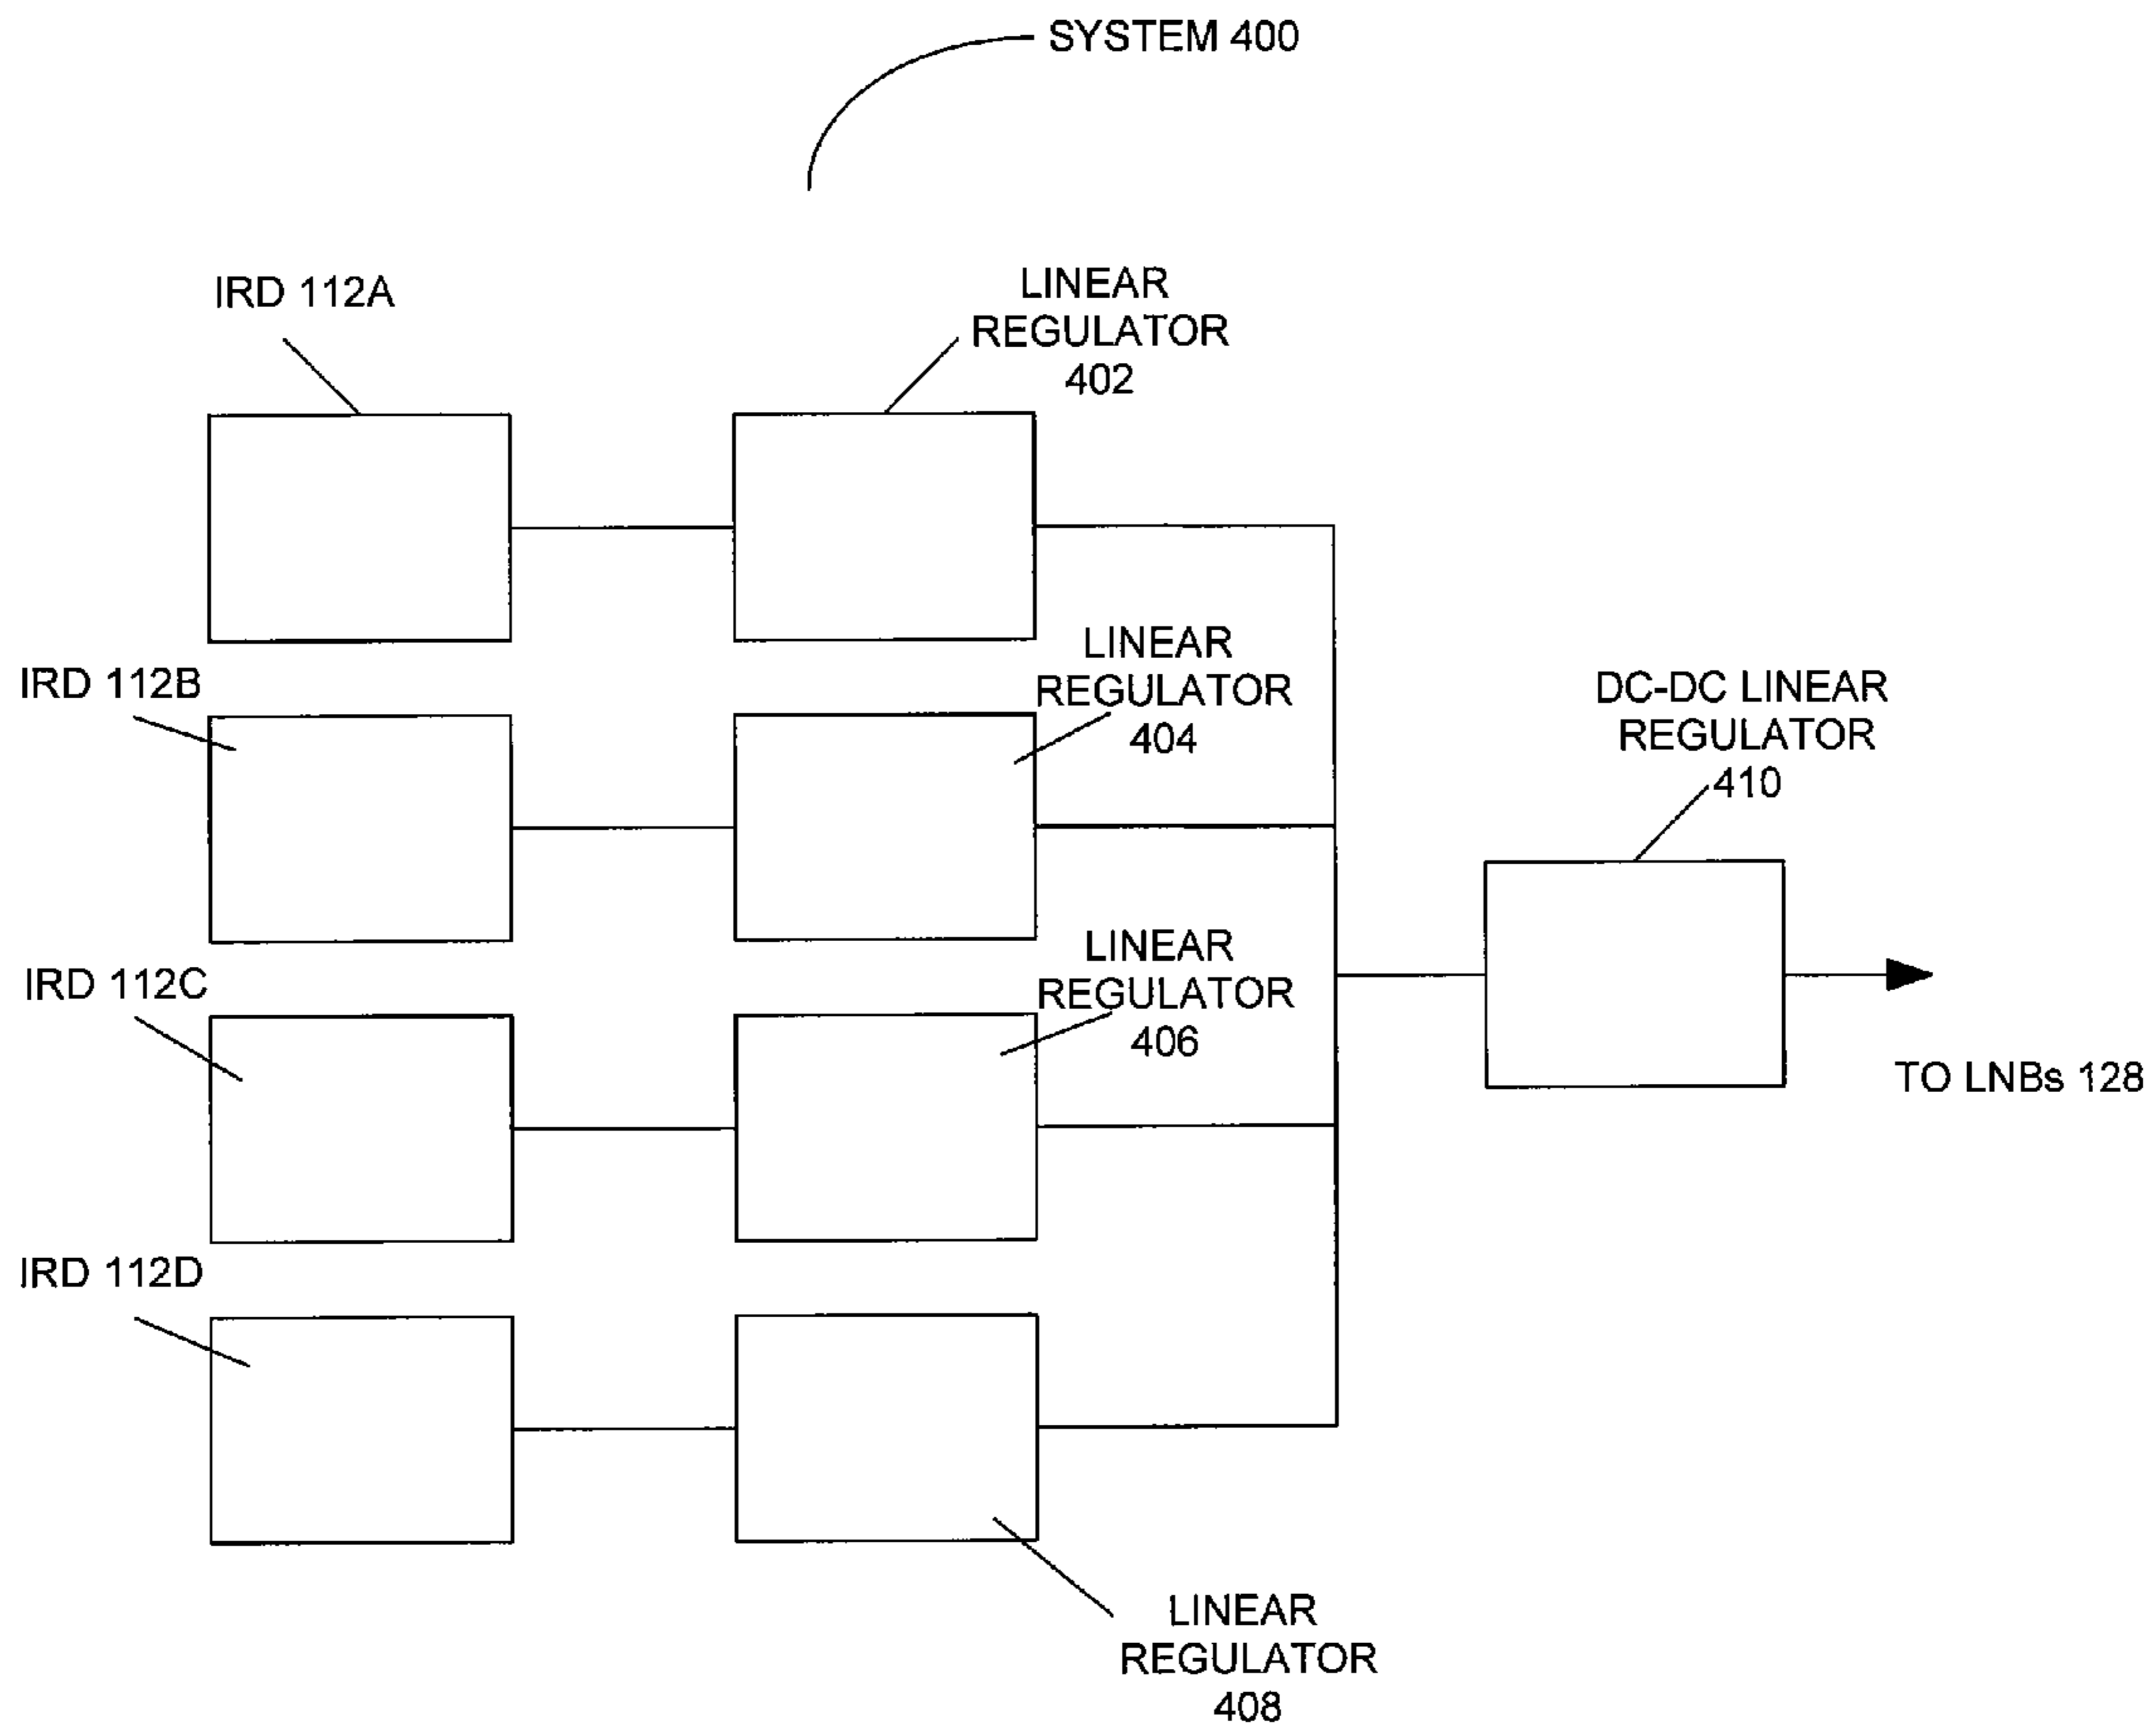 SYSTEM 400
IRD 112A
LINEAR
REGULATOR
402
IRD 112B
LINEAR
REGULATOR
404
DC-DC LINEAR
REGULATOR
410
IRD 112C
LINEAR
REGULATOR
406
TO LNBs 128
IRD 112D
LINEAR
REGULATOR
408